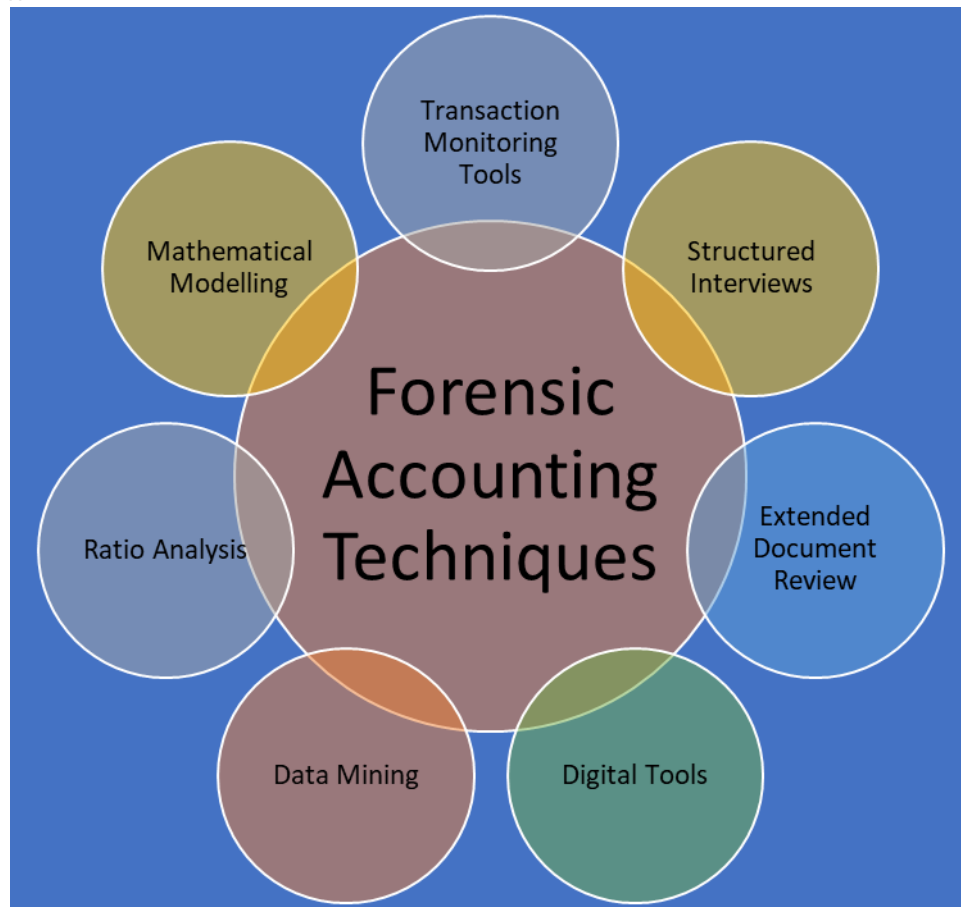 Transaction
Monitoring
Tools
Mathematical
Modelling
Structured
Interviews
Forensic
Accounting
Techniques
Ratio Analysis
Extended
Document
Review
Data Mining
Digital Tools